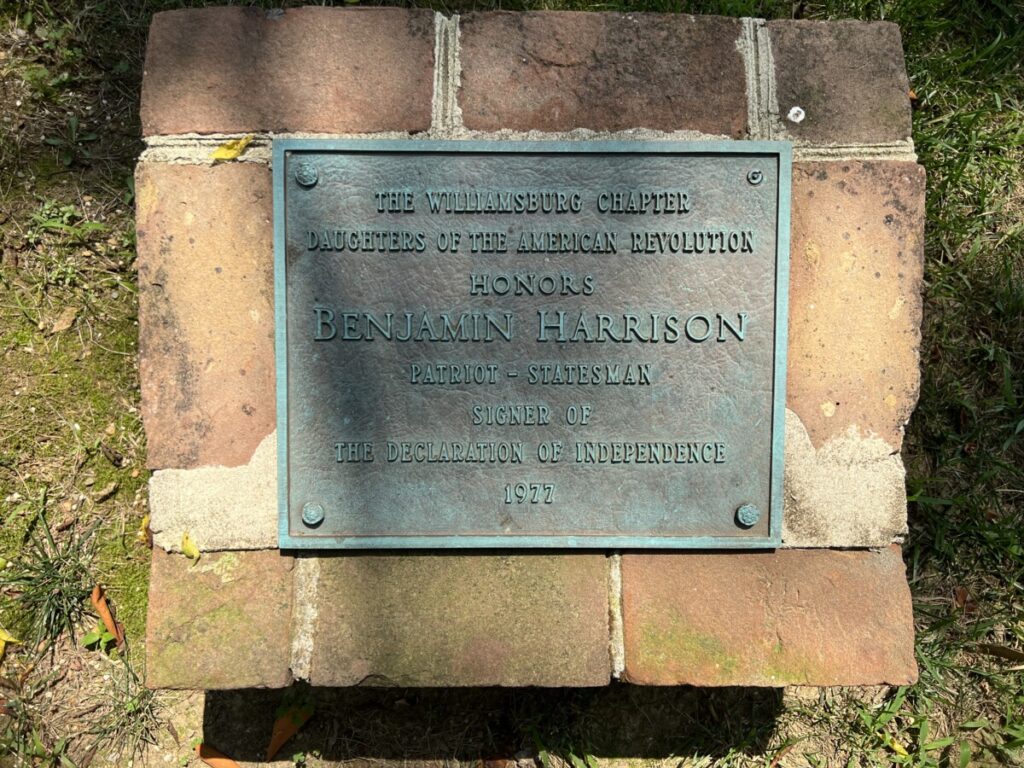 THE WILLIAMSBURG CHAPTER
DAUGHTERS OF THE AMERICAN REVOLUTION
HONORS
BENJAMIN HARRISON
PATRIOT - STATESMAN
SIGNER OF
THE DECLARATION OF INDEPENDENCE
1977